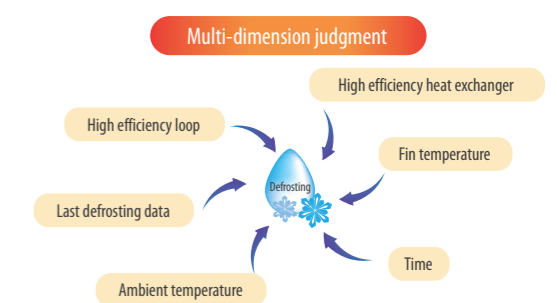 Multi-dimension judgment
High efficiency heat exchanger
High efficiency loop
Fin temperature
Defrosting
Last defrosting data
Time
Ambient temperature